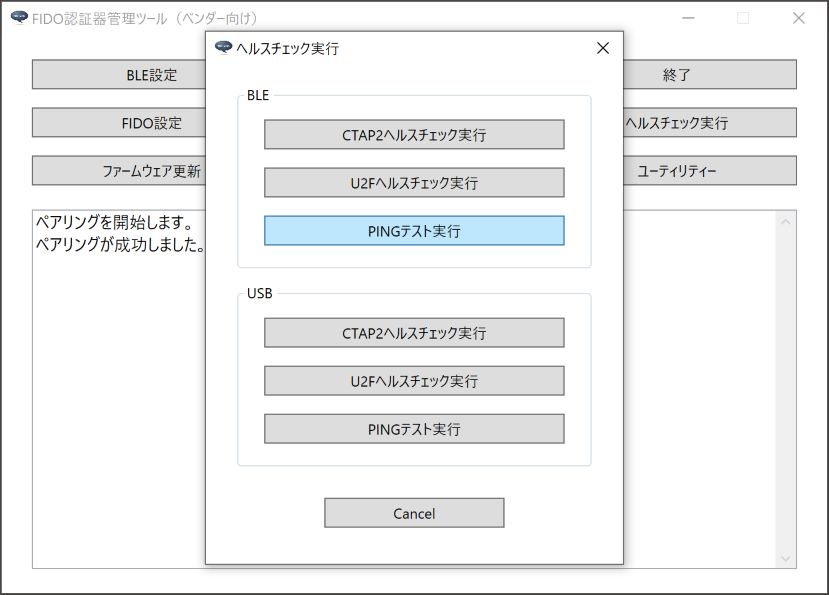 FIDO認証器管理ツール（ベンダー向け）
BLE設定
FIDO設定
ファームウェア更新
終了
ヘルスチェック実行
ユーティリティー
ペアリングを開始します。
ペアリングが成功しました。
ヘルスチェック実行
BLE
CTAP2ヘルスチェック実行
U2Fヘルスチェック実行
PINGテスト実行
USB
CTAP2ヘルスチェック実行
U2Fヘルスチェック実行
PINGテスト実行
Cancel